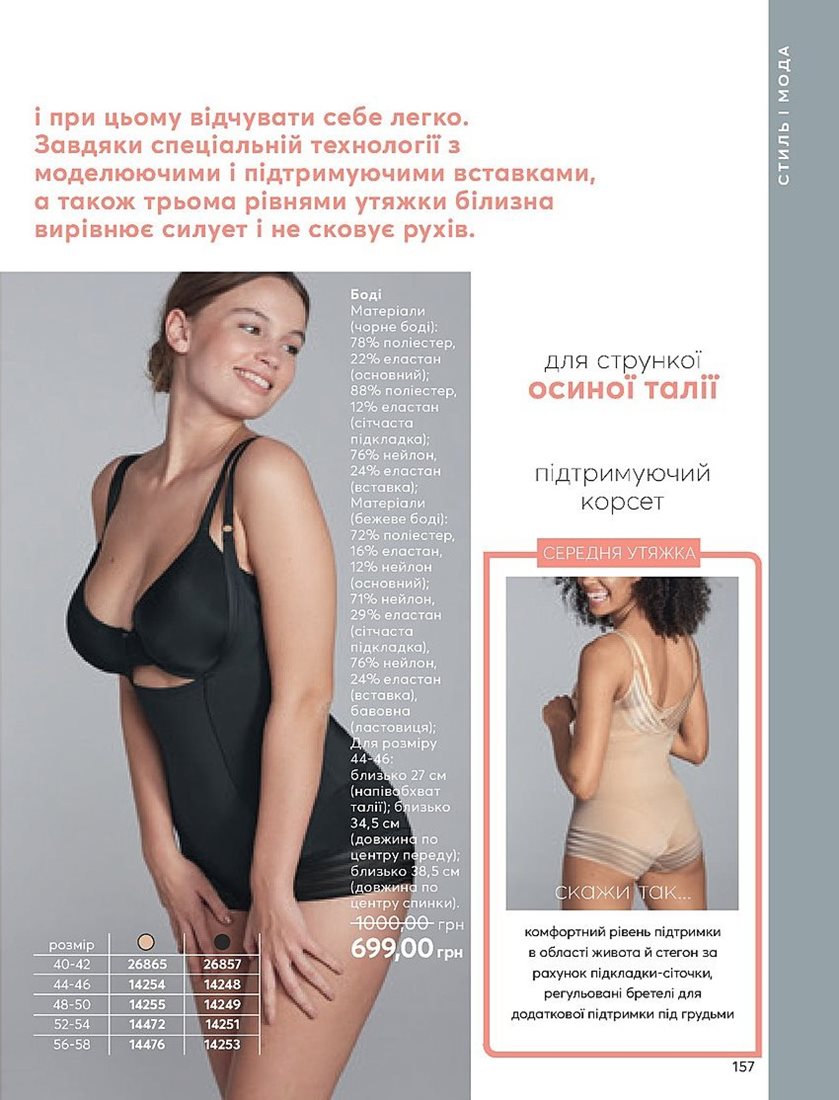 СТИЛЬ І МОДА
і при цьому відчувати себе легко.
Завдяки спеціальній технології з
моделюючими і підтримуючими вставками,
а також трьома рівнями утяжки білизна
вирівнює силует і не сковує рухів.
Боді
Матеріали
(чорне боді):
78% поліестер,
22% еластан
(основний);
88% поліестер,
12% еластан
(сітчаста
підкладка);
76% нейлон,
24% еластан
(вставка);
Матеріали
(бежеве боді):
72% поліестер,
16% еластан,
12% нейлон
(основний);
71% нейлон,
29% еластан
(сітчаста
підкладка),
76% нейлон,
24% еластан
(вставка),
бавовна
(ластовиця);
Для розміру
44-46:
близько 27 см
(напівобхват
талії); близько
34,5 см
(довжина по
центру переду);
близько 38,5 см
(довжина по
центру спинки).
1000,00 грн
699,00 грн
розмір
40-42 26865 26857
44-46 14254 14248
48-50 14255 14249
52-54 14472 14251
56-58 14476 14253
для стрункої
осиної талії
підтримуючий
корсет
СЕРЕДНЯ УТЯЖКА
скажи так...
комфортний рівень підтримки
в області живота й стегон за
рахунок підкладки-сіточки,
регульовані бретелі для
додаткової підтримки під грудьми
157